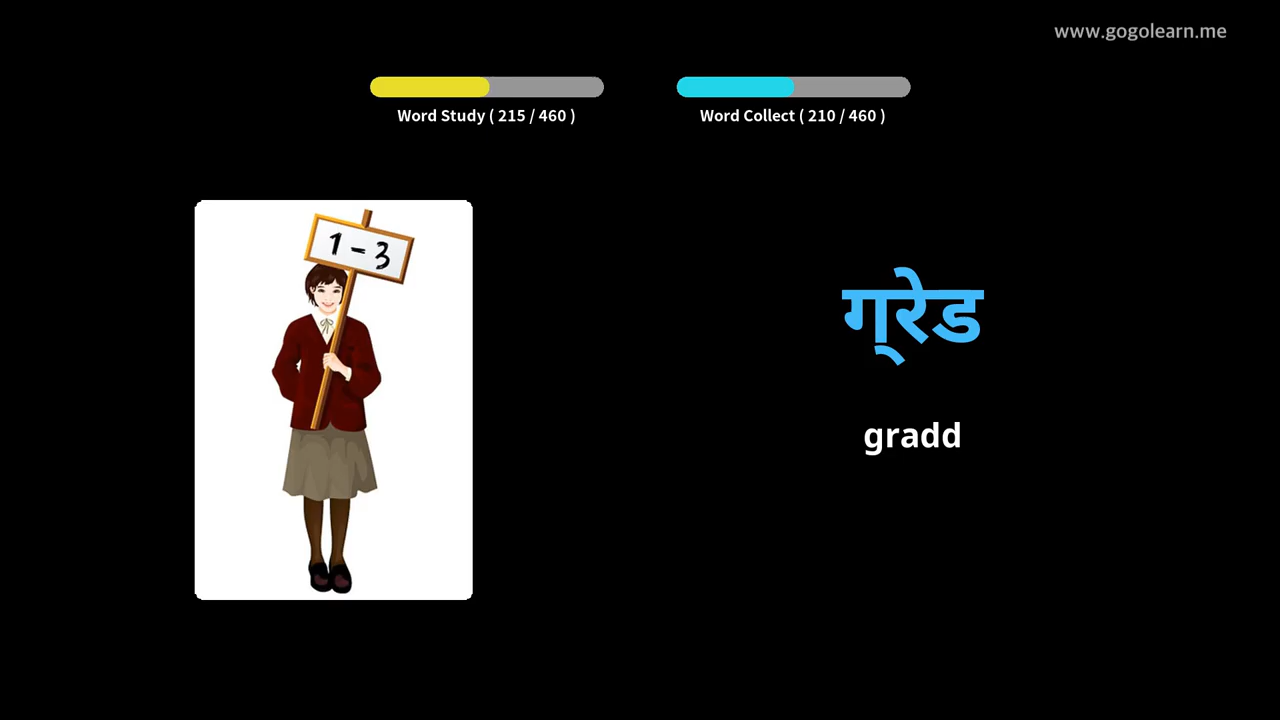 www.gogolearn.me
Word Study ( 215 / 460 )
Word Collect ( 210 / 460 )
1 - 3
ग्रेड
gradd